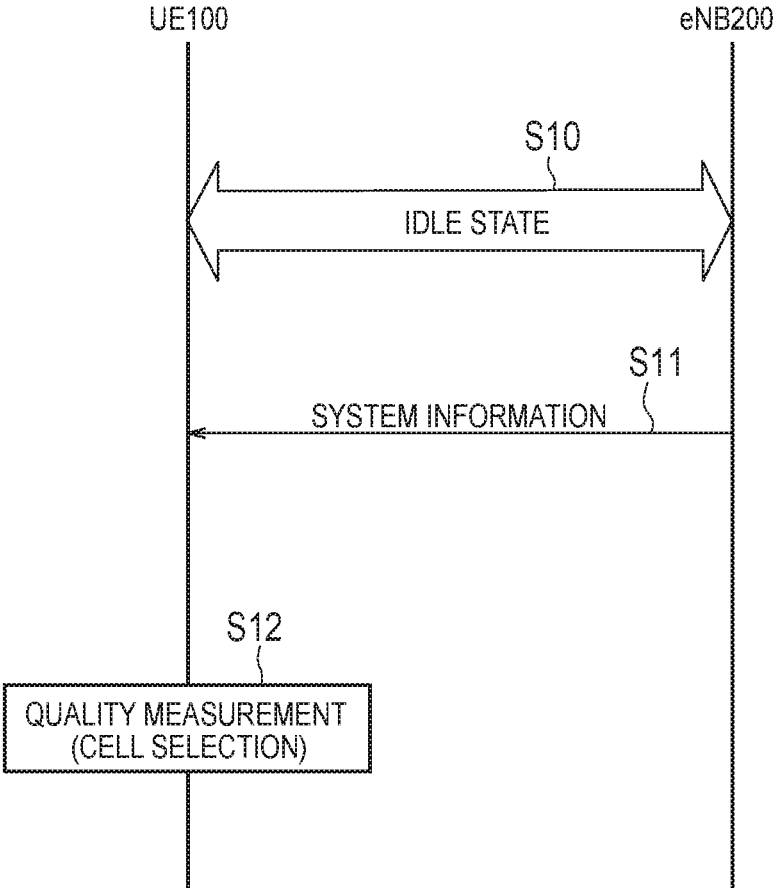 UE100
eNB200
S10
IDLE STATE
S11
SYSTEM INFORMATION
S12
QUALITY MEASUREMENT
(CELL SELECTION)